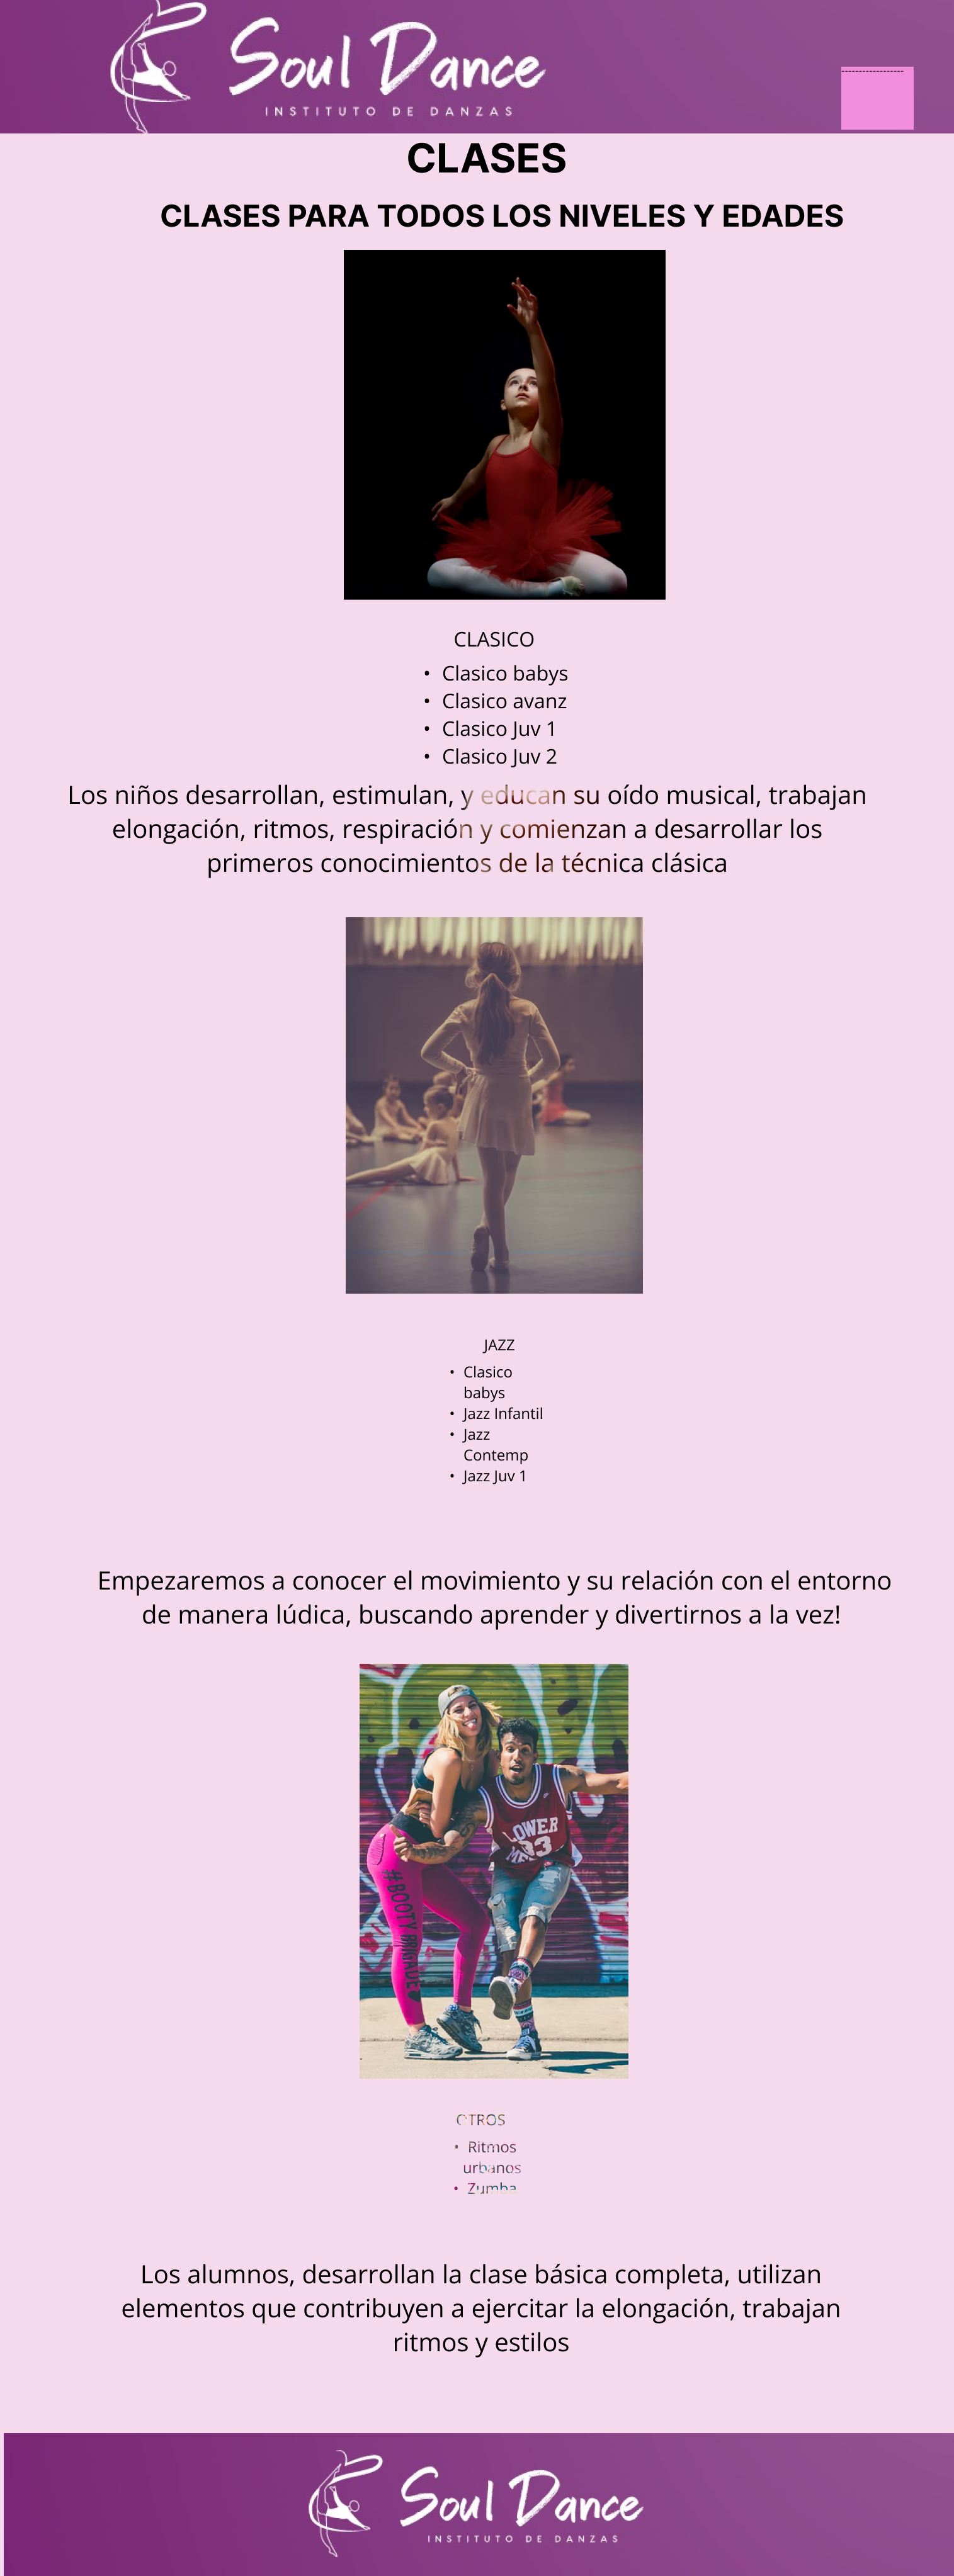 Soul Dance
INSTITUTO DE DANZAS
CLASES
CLASES PARA TODOS LOS NIVELES Y EDADES
CLASICO
• Clasico babys
• Clasico avanz
• Clasico Juv 1
• Clasico Juv 2
Los niños desarrollan, estimulan, y educan su oído musical, trabajan
elongación, ritmos, respiración y comienzan a desarrollar los
primeros conocimientos de la técnica clásica
JAZZ
• Clasico
babys
• Jazz Infantil
• Jazz
Contemp
• Jazz Juv 1
Empezaremos a conocer el movimiento y su relación con el entorno
de manera lúdica, buscando aprender y divertirnos a la vez!
LOWER
93
#BOOTY BRIGADE
OTROS
• Ritmos
urbanos
• Zumba
Los alumnos, desarrollan la clase básica completa, utilizan
elementos que contribuyen a ejercitar la elongación, trabajan
ritmos y estilos
Soul Dance
INSTITUTO DE DANZAS